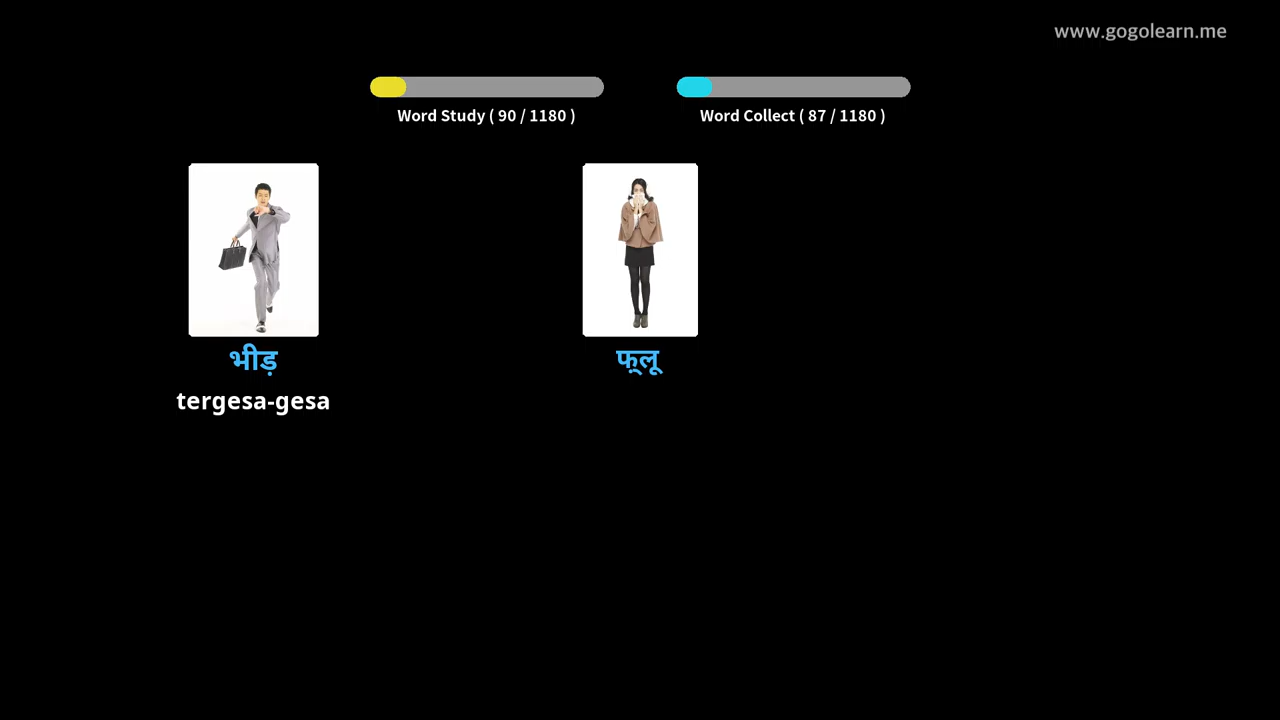 www.gogolearn.me
Word Study ( 90 / 1180 )
Word Collect ( 87 / 1180 )
भीड़
फ़्लू
tergesa-gesa